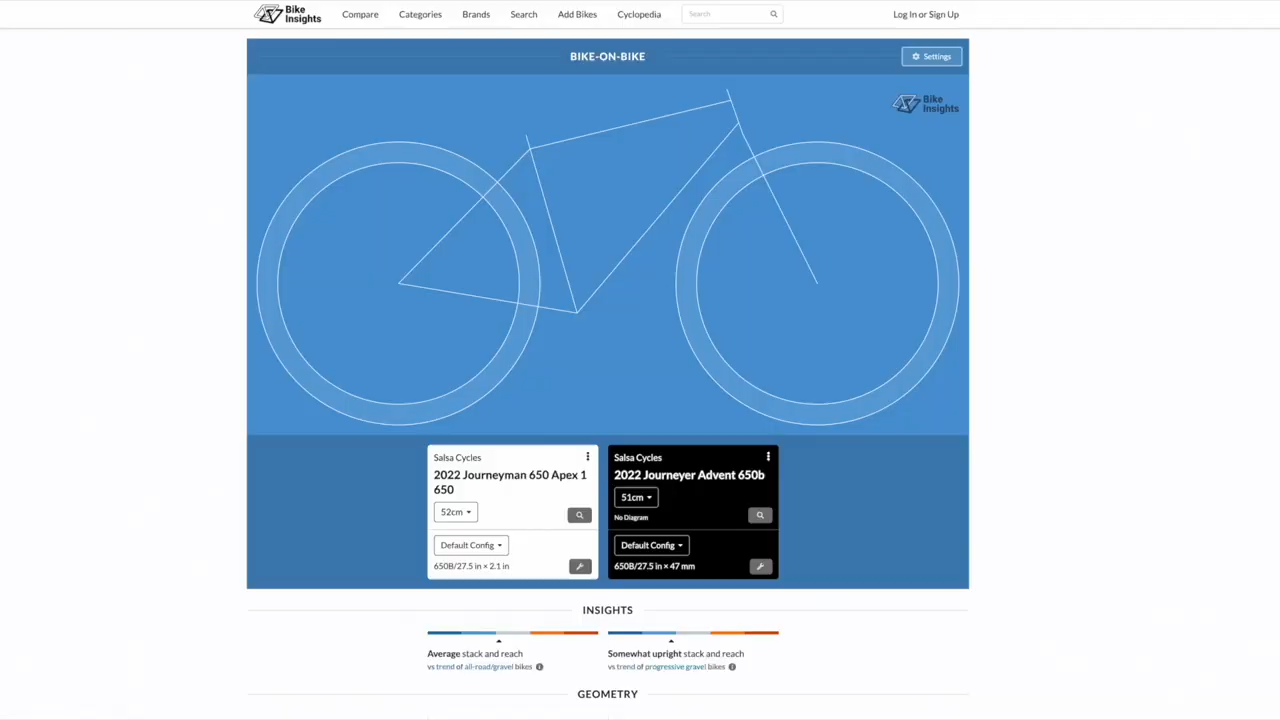 Bike Insights
Compare
Categories
Brands
Search
Add Bikes
Cyclopedia
Search
Log In or Sign Up
BIKE-ON-BIKE
Settings
Bike Insights
Salsa Cycles
2022 Journeyman 650 Apex 1
650
52cm
Default Config
650B/27.5 in × 2.1 in
Salsa Cycles
2022 Journeyer Advent 650b
51cm
No Diagram
Default Config
650B/27.5 in × 47 mm
INSIGHTS
Average stack and reach
vs trend of all-road/gravel bikes
Somewhat upright stack and reach
vs trend of progressive gravel bikes
GEOMETRY